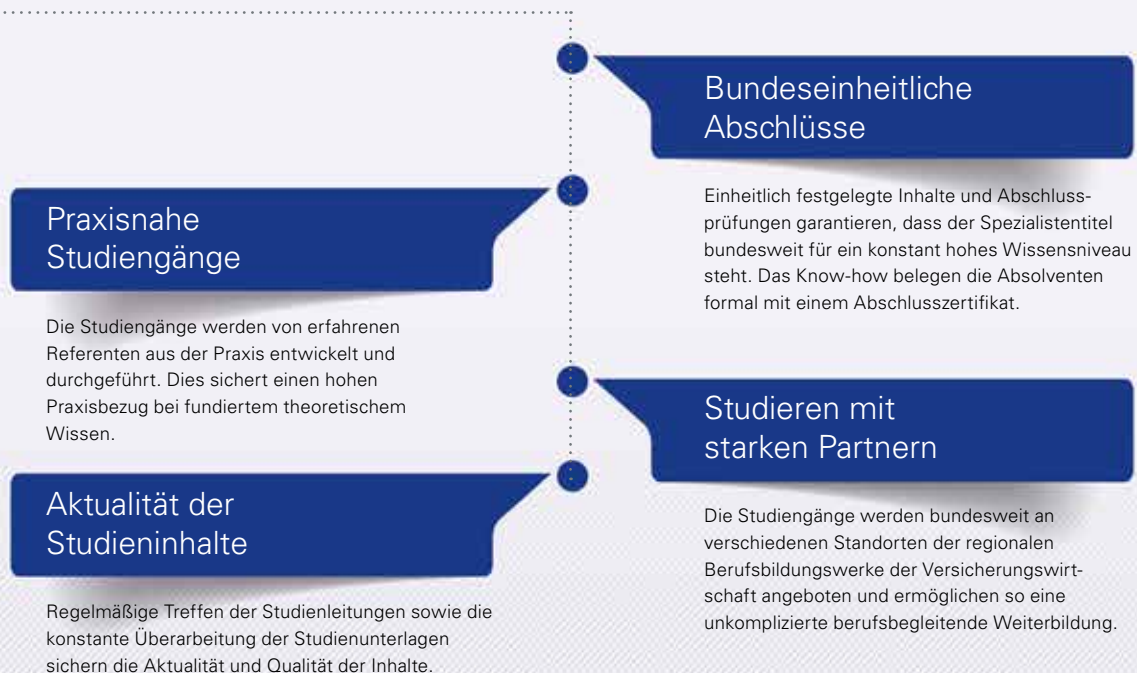 Bundeseinheitliche
Abschlüsse
Einheitlich festgelegte Inhalte und Abschluss-
prüfungen garantieren, dass der Spezialistentitel
bundesweit für ein konstant hohes Wissensniveau
steht. Das Know-how belegen die Absolventen
formal mit einem Abschlusszertifikat.
Praxisnahe
Studiengänge
Die Studiengänge werden von erfahrenen
Referenten aus der Praxis entwickelt und
durchgeführt. Dies sichert einen hohen
Praxisbezug bei fundiertem theoretischem
Wissen.
Studieren mit
starken Partnern
Die Studiengänge werden bundesweit an
verschiedenen Standorten der regionalen
Berufsbildungswerke der Versicherungswirt-
schaft angeboten und ermöglichen so eine
unkomplizierte berufsbegleitende Weiterbildung.
Aktualität der
Studieninhalte
Regelmäßige Treffen der Studienleitungen sowie die
konstante Überarbeitung der Studienunterlagen
sichern die Aktualität und Qualität der Inhalte.